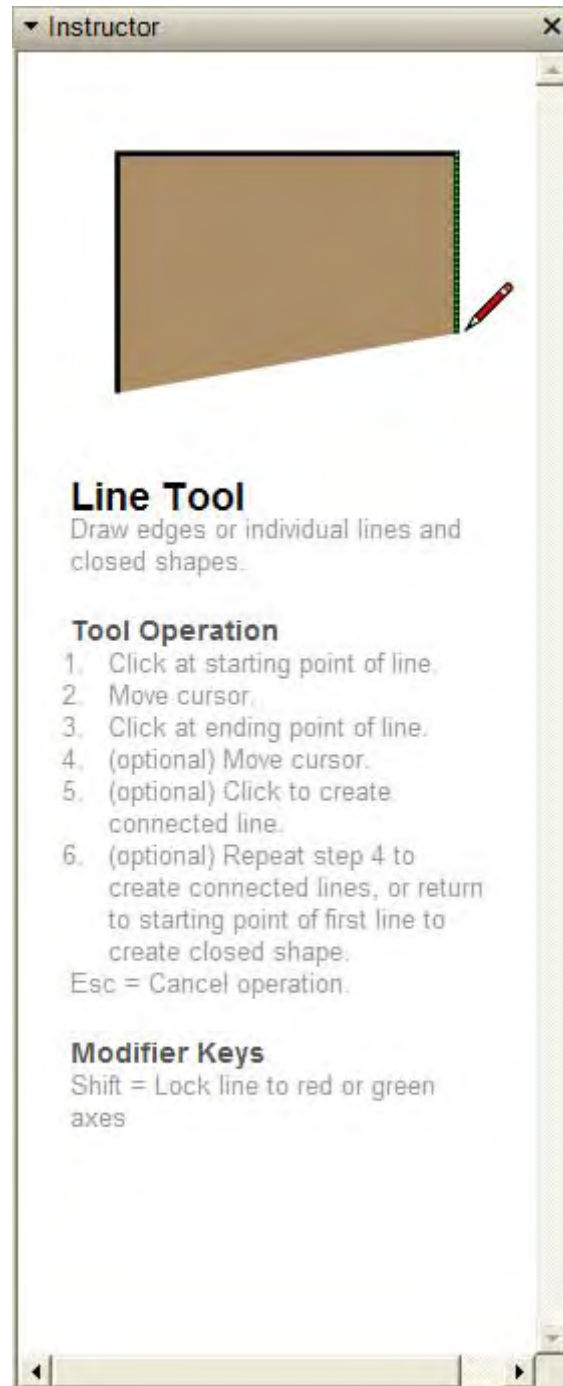 Instructor
Line Tool
Draw edges or individual lines and
closed shapes.
Tool Operation
1. Click at starting point of line.
2. Move cursor.
3. Click at ending point of line.
4. (optional) Move cursor.
5. (optional) Click to create
connected line.
6. (optional) Repeat step 4 to
create connected lines, or return
to starting point of first line to
create closed shape.
Esc = Cancel operation.
Modifier Keys
Shift = Lock line to red or green
axes